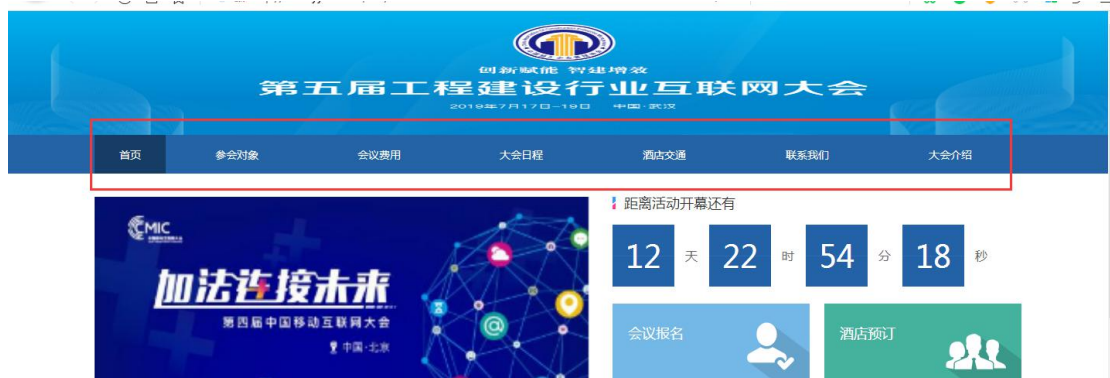 创新赋能 智建增效
第五届工程建设行业互联网大会
2019年7月17日-19日 中国·武汉
首页 参会对象 会议费用 大会日程 酒店交通 联系我们 大会介绍
距离活动开幕还有
12 天 22 时 54 分 18 秒
CMIC
加法连接未来
第四届中国移动互联网大会
中国·北京
会议报名
酒店预订